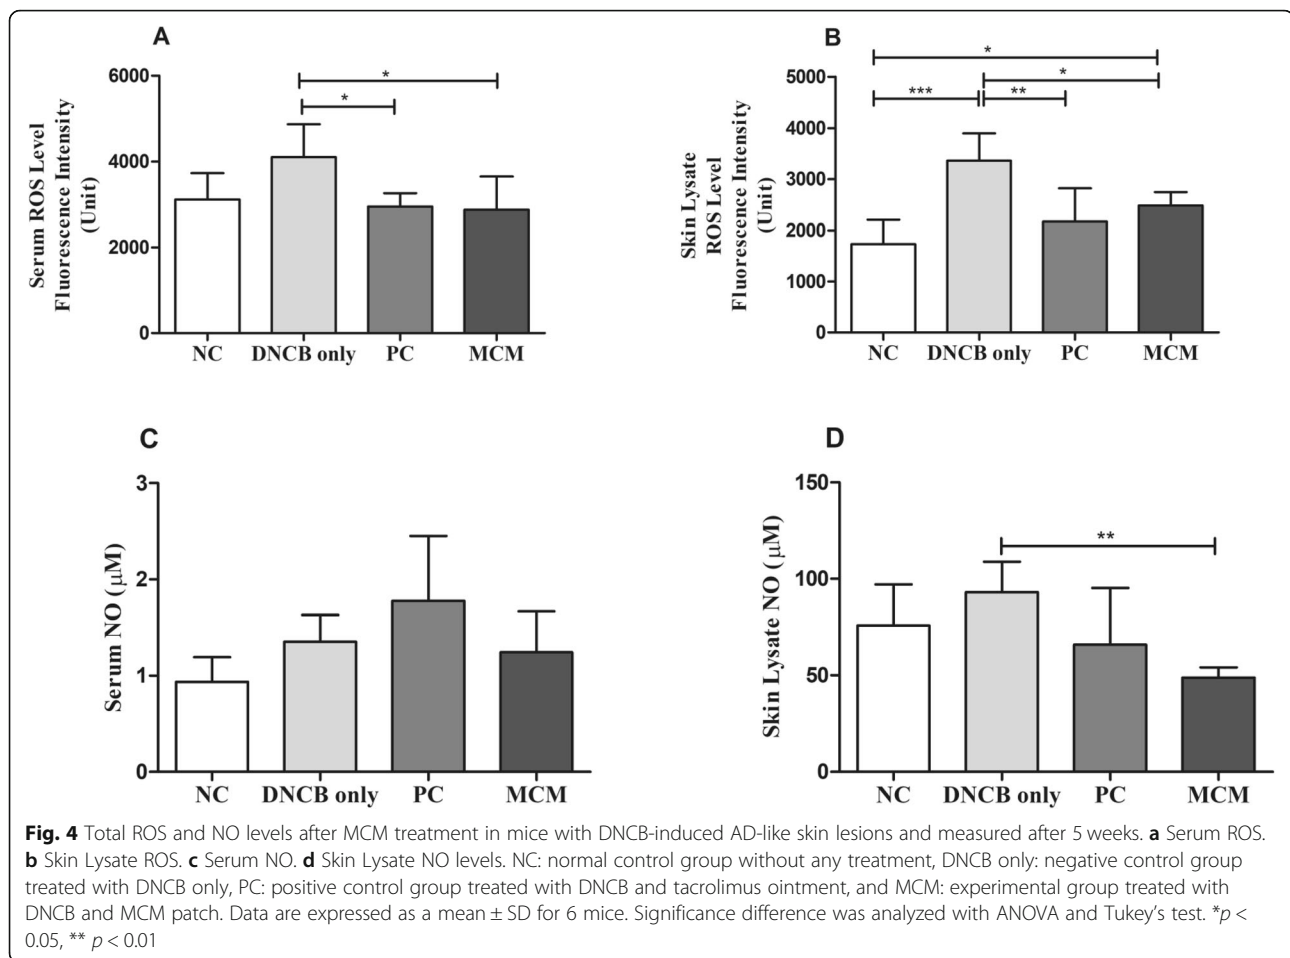 A
Serum ROS Level
Fluorescence Intensity
(Unit)
6000
4000
2000
0
*
*
NC DNCB only PC MCM
B
Skin Lysate
ROS Level
Fluorescence Intensity
(Unit)
5000
4000
3000
2000
1000
0
*
*
*** **
NC DNCB only PC MCM
C
Serum NO (μM)
3
2
1
0
NC DNCB only PC MCM
D
Skin Lysate NO (μM)
150
100
50
0
**
NC DNCB only PC MCM
Fig. 4 Total ROS and NO levels after MCM treatment in mice with DNCB-induced AD-like skin lesions and measured after 5 weeks. a Serum ROS.
b Skin Lysate ROS. c Serum NO. d Skin Lysate NO levels. NC: normal control group without any treatment, DNCB only: negative control group
treated with DNCB only, PC: positive control group treated with DNCB and tacrolimus ointment, and MCM: experimental group treated with
DNCB and MCM patch. Data are expressed as a mean ± SD for 6 mice. Significance difference was analyzed with ANOVA and Tukey's test. *p <
0.05, ** p < 0.01